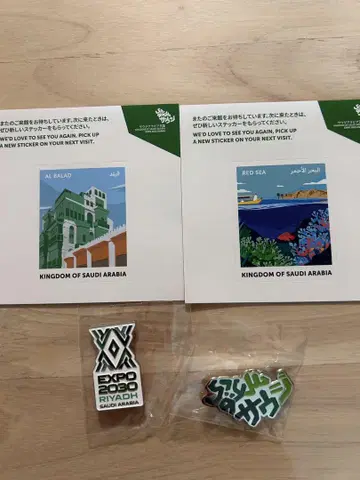 またのご来館をお待ちしています。次に来たときは、
ぜひ新しいステッカーをもらってください。
WE'D LOVE TO SEE YOU AGAIN, PICK UP
A NEW STICKER ON YOUR NEXT VISIT.
AL BALAD
البلد
KINGDOM OF SAUDI ARABIA
またのご来館をお待ちしています。次に来たときは、
ぜひ新しいステッカーをもらってください。
WE'D LOVE TO SEE YOU AGAIN, PICK UP
A NEW STICKER ON YOUR NEXT VISIT.
RED SEA
البحر الأحمر
KINGDOM OF SAUDI ARABIA
EXPO
2030
RIYADH
SAUDI ARABIA
サウジ